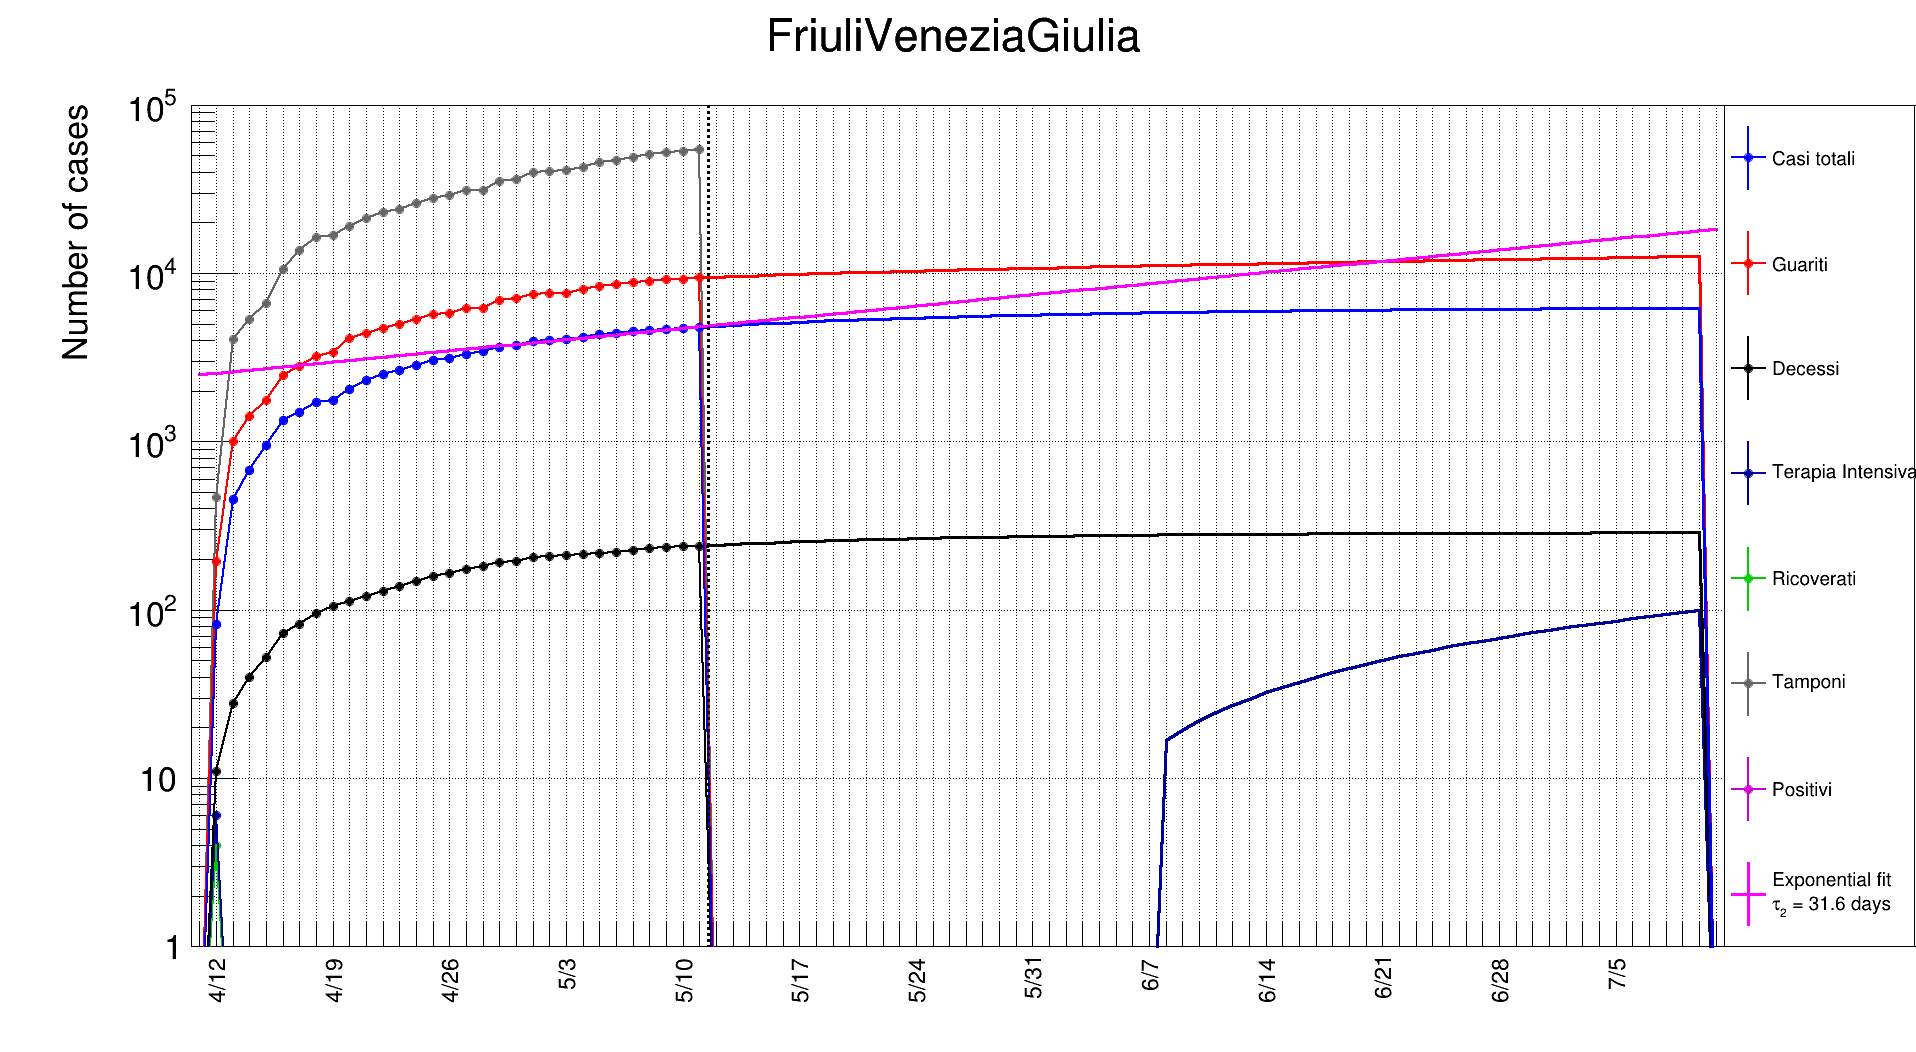 FriuliVeneziaGiulia
Number of cases
10^5
10^4
10^3
10^2
10
1
4/12
4/19
4/26
5/3
5/10
5/17
5/24
5/31
6/7
6/14
6/21
6/28
7/5
Casi totali
Guariti
Decessi
Terapia Intensiva
Ricoverati
Tamponi
Positivi
Exponential fit
τ₂ = 31.6 days